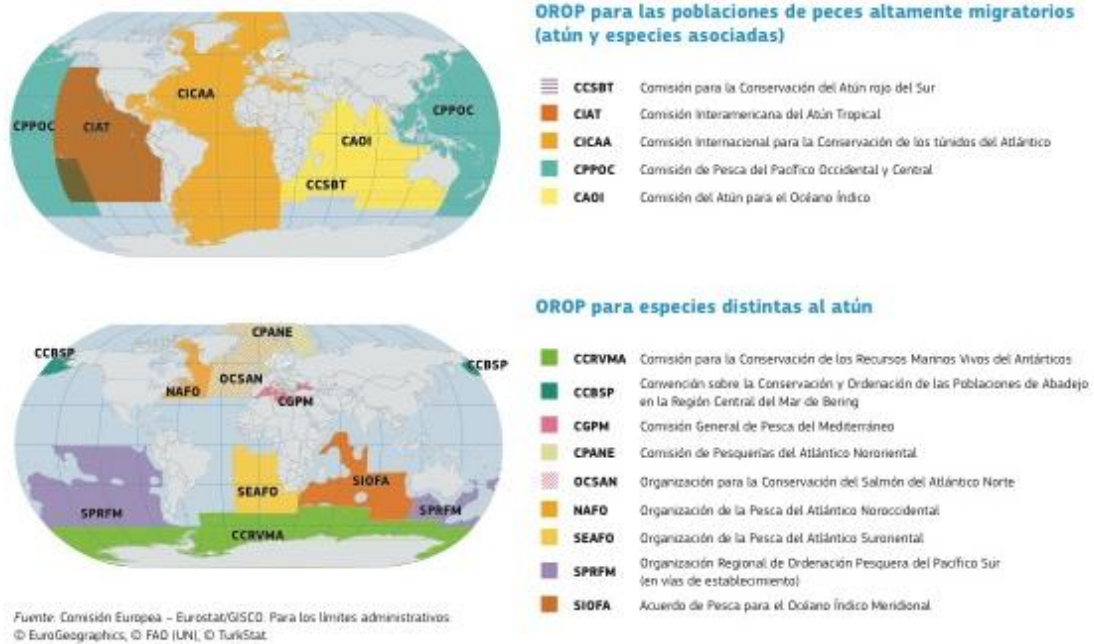 OROP para las poblaciones de peces altamente migratorios
(atún y especies asociadas)
CICAA
CPPOC
CIAT
CPPOC
CAOI
CCSBT
CCSBT Comisión para la Conservación del Atún rojo del Sur
CIAT Comisión Interamericana del Atún Tropical
CICAA Comisión Internacional para la Conservación de los túnidos del Atlántico
CPPOC Comisión de Pesca del Pacífico Occidental y Central
CAOI Comisión del Atún para el Océano Índico
OROP para especies distintas al atún
CPANE
CCBSP
CCBSP
OCSAN
NAFO
CGPM
SIOFA
SEAFO
SPRFM
SPRFM
CCRVMA
CCRVMA Comisión para la Conservación de los Recursos Marinos Vivos del Antárticos
CCBSP Convención sobre la Conservación y Ordenación de las Poblaciones de Abadejo
en la Región Central del Mar de Bering
CGPM Comisión General de Pesca del Mediterráneo
CPANE Comisión de Pesquerías del Atlántico Nororiental
OCSAN Organización para la Conservación del Salmón del Atlántico Norte
NAFO Organización de la Pesca del Atlántico Noroccidental
SEAFO Organización de la Pesca del Atlántico Suroriental
SPRFM Organización Regional de Ordenación Pesquera del Pacífico Sur
(en vías de establecimiento)
SIOFA Acuerdo de Pesca para el Océano Índico Meridional
Fuente: Comisión Europea – Eurostat/GISCO. Para los límites administrativos:
© EuroGeographics, © FAO (UN), © TurkStat.